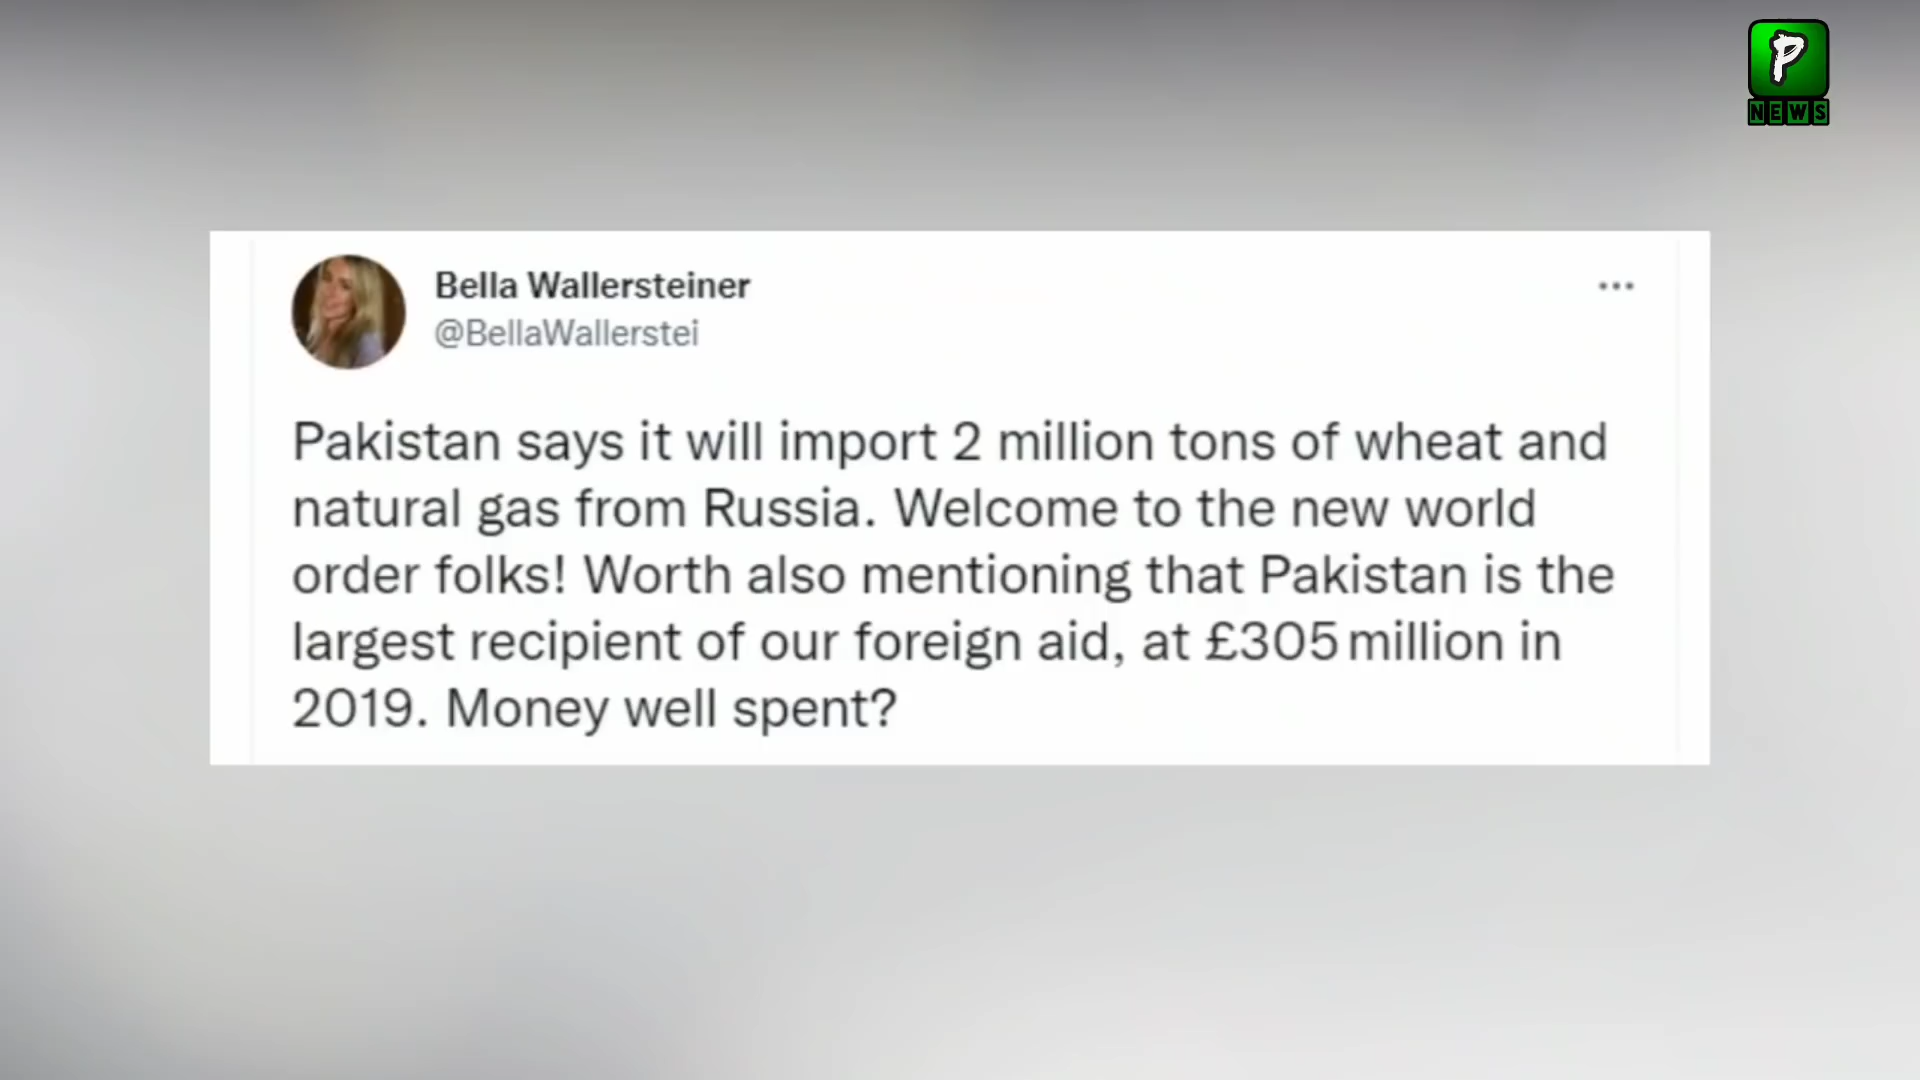 P
NEWS
Bella Wallersteiner
@BellaWallerstei
Pakistan says it will import 2 million tons of wheat and
natural gas from Russia. Welcome to the new world
order folks! Worth also mentioning that Pakistan is the
largest recipient of our foreign aid, at £305 million in
2019. Money well spent?